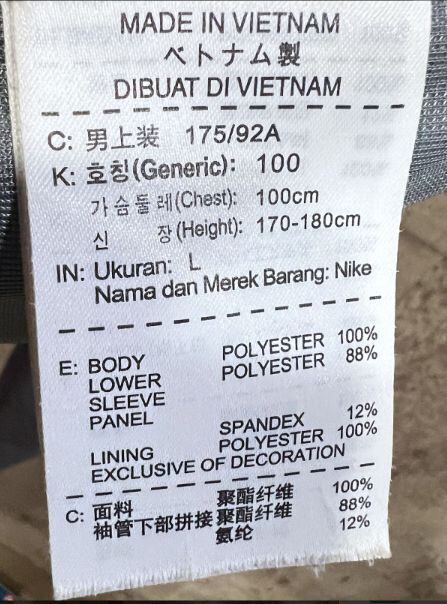 MADE IN VIETNAM
ベトナム製
DIBUAT DI VIETNAM
C: 男上装 175/92A
K: 호칭(Generic): 100
가슴둘레(Chest): 100cm
신 장(Height): 170-180cm
IN: Ukuran: L
Nama dan Merek Barang: Nike
E: BODY POLYESTER 100%
LOWER POLYESTER 88%
SLEEVE
PANEL
SPANDEX 12%
LINING POLYESTER 100%
EXCLUSIVE OF DECORATION
C: 面料 聚酯纤维 100%
袖管下部拼接 聚酯纤维 88%
氨纶 12%